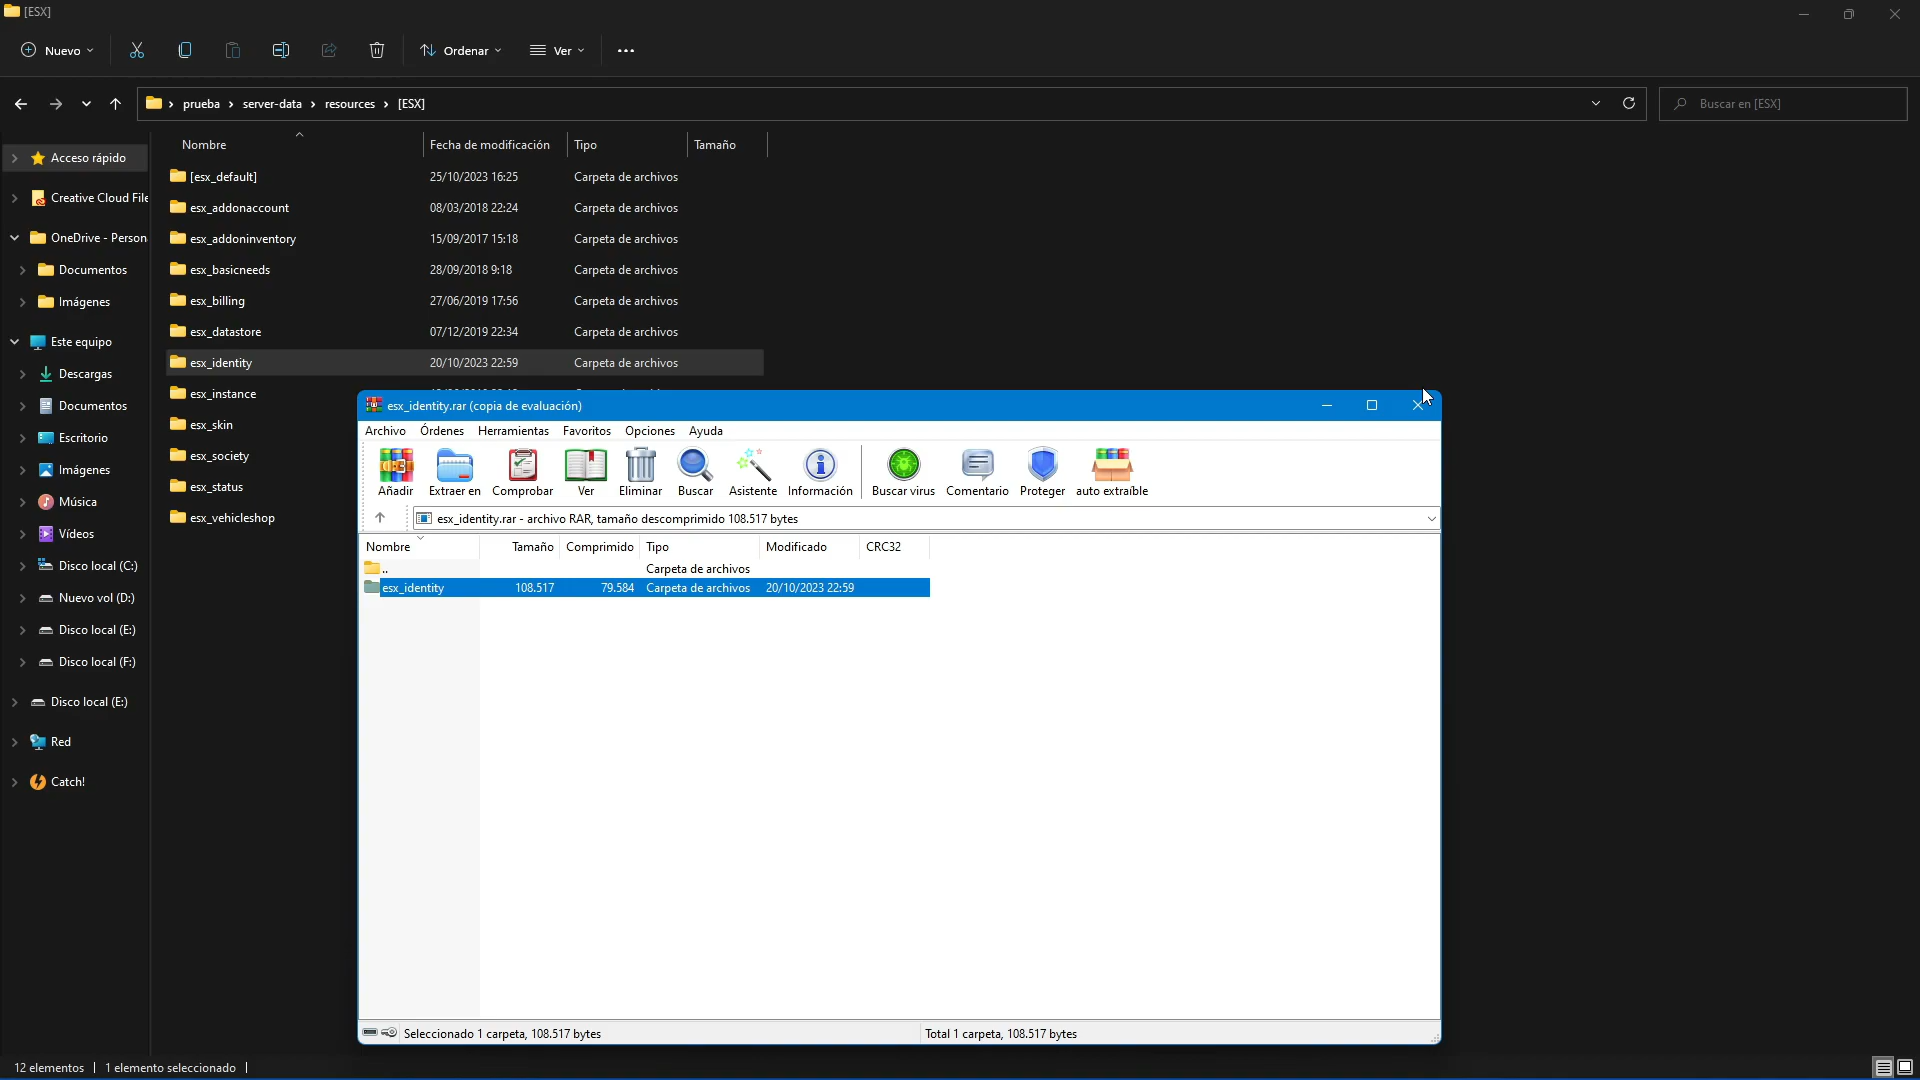 [ESX]
Nuevo
Ordenar
Ver
prueba › server-data › resources › [ESX]
Buscar en [ESX]
Nombre Fecha de modificación Tipo Tamaño
Acceso rápido
Creative Cloud File
OneDrive - Person
Documentos
Imágenes
Este equipo
Descargas
Documentos
Escritorio
Imágenes
Música
Vídeos
Disco local (C:)
Nuevo vol (D:)
Disco local (E:)
Disco local (F:)
Disco local (E:)
Red
Catch!
[esx_default] 25/10/2023 16:25 Carpeta de archivos
esx_addonaccount 08/03/2018 22:24 Carpeta de archivos
esx_addoninventory 15/09/2017 15:18 Carpeta de archivos
esx_basicneeds 28/09/2018 9:18 Carpeta de archivos
esx_billing 27/06/2019 17:56 Carpeta de archivos
esx_datastore 07/12/2019 22:34 Carpeta de archivos
esx_identity 20/10/2023 22:59 Carpeta de archivos
esx_instance
esx_skin
esx_society
esx_status
esx_vehicleshop
esx_identity.rar (copia de evaluación)
Archivo Órdenes Herramientas Favoritos Opciones Ayuda
Añadir Extraer en Comprobar Ver Eliminar Buscar Asistente Información Buscar virus Comentario Proteger auto extraíble
esx_identity.rar - archivo RAR, tamaño descomprimido 108.517 bytes
Nombre Tamaño Comprimido Tipo Modificado CRC32
.. Carpeta de archivos
esx_identity 108.517 79.584 Carpeta de archivos 20/10/2023 22:59
Seleccionado 1 carpeta, 108.517 bytes Total 1 carpeta, 108.517 bytes
12 elementos 1 elemento seleccionado